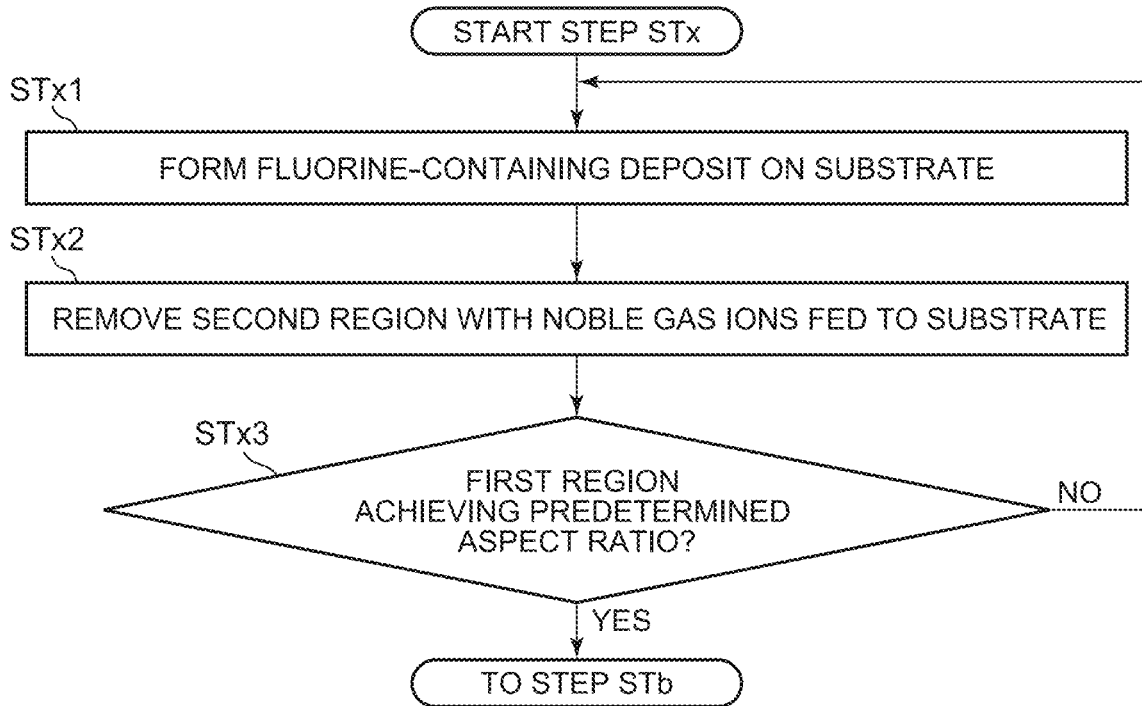 START STEP STx
STx1
FORM FLUORINE-CONTAINING DEPOSIT ON SUBSTRATE
STx2
REMOVE SECOND REGION WITH NOBLE GAS IONS FED TO SUBSTRATE
STx3
FIRST REGION
ACHIEVING PREDETERMINED
ASPECT RATIO?
NO
YES
TO STEP STb